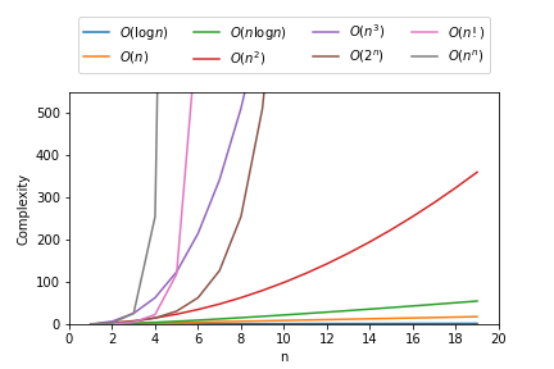 O(logn) O(nlogn) O(n³) O(n!)
O(n) O(n²) O(2ⁿ) O(nⁿ)
500
400
300
200
100
0
Complexity
0 2 4 6 8 10 12 14 16 18 20
n